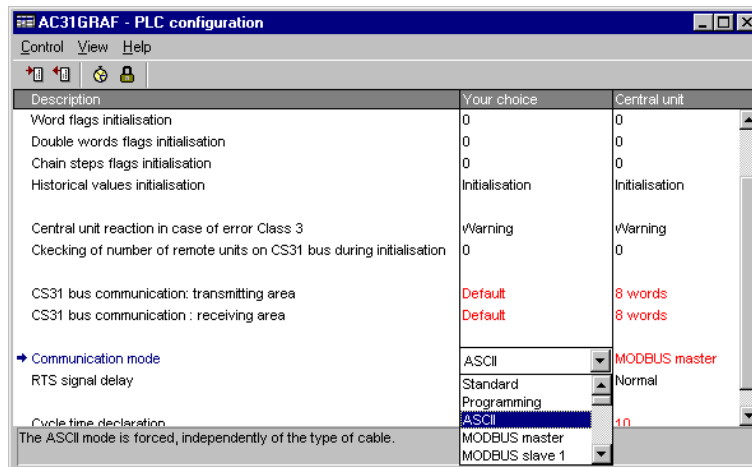 AC31GRAF - PLC configuration
Control View Help
Description Your choice Central unit
Word flags initialisation 0 0
Double words flags initialisation 0 0
Chain steps flags initialisation 0 0
Historical values initialisation Initialisation Initialisation
Central unit reaction in case of error Class 3 Warning Warning
Ckecking of number of remote units on CS31 bus during initialisation 0 0
CS31 bus communication: transmitting area Default 8 words
CS31 bus communication : receiving area Default 8 words
Communication mode ASCII MODBUS master
RTS signal delay Standard Normal
Programming
Cycle time declaration ASCII 10
The ASCII mode is forced, independently of the type of cable. MODBUS master
MODBUS slave 1